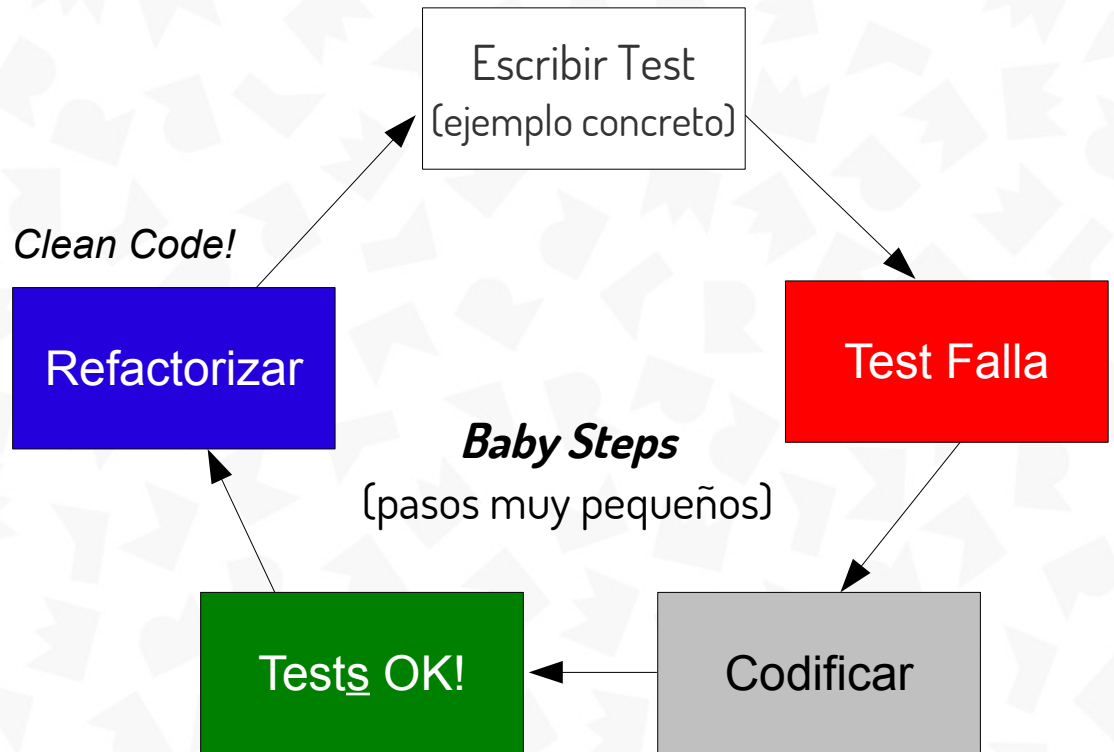 Escribir Test
(ejemplo concreto)
Clean Code!
Refactorizar
Test Falla
Baby Steps
(pasos muy pequeños)
Tests OK!
Codificar